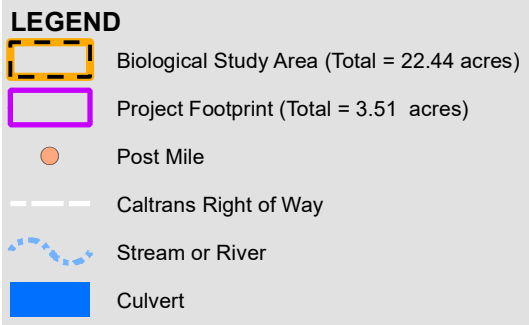 LEGEND
Biological Study Area (Total = 22.44 acres)
Project Footprint (Total = 3.51  acres)
Post Mile
Caltrans Right of Way
Stream or River
Culvert